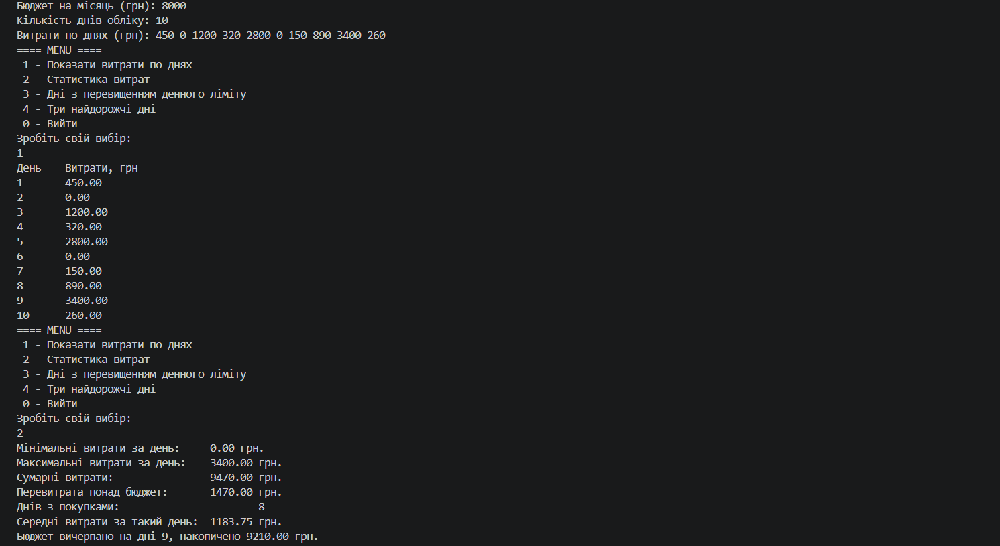 Бюджет на місяць (грн): 8000
Кількість днів обліку: 10
Витрати по днях (грн): 450 0 1200 320 2800 0 150 890 3400 260
==== MENU ====
 1 - Показати витрати по днях
 2 - Статистика витрат
 3 - Дні з перевищенням денного ліміту
 4 - Три найдорожчі дні
 0 - Вийти
Зробіть свій вибір:
1
День    Витрати, грн
1       450.00
2       0.00
3       1200.00
4       320.00
5       2800.00
6       0.00
7       150.00
8       890.00
9       3400.00
10      260.00
==== MENU ====
 1 - Показати витрати по днях
 2 - Статистика витрат
 3 - Дні з перевищенням денного ліміту
 4 - Три найдорожчі дні
 0 - Вийти
Зробіть свій вибір:
2
Мінімальні витрати за день:     0.00 грн.
Максимальні витрати за день:    3400.00 грн.
Сумарні витрати:                9470.00 грн.
Перевитрата понад бюджет:       1470.00 грн.
Днів з покупками:                       8
Середні витрати за такий день:  1183.75 грн.
Бюджет вичерпано на дні 9, накопичено 9210.00 грн.